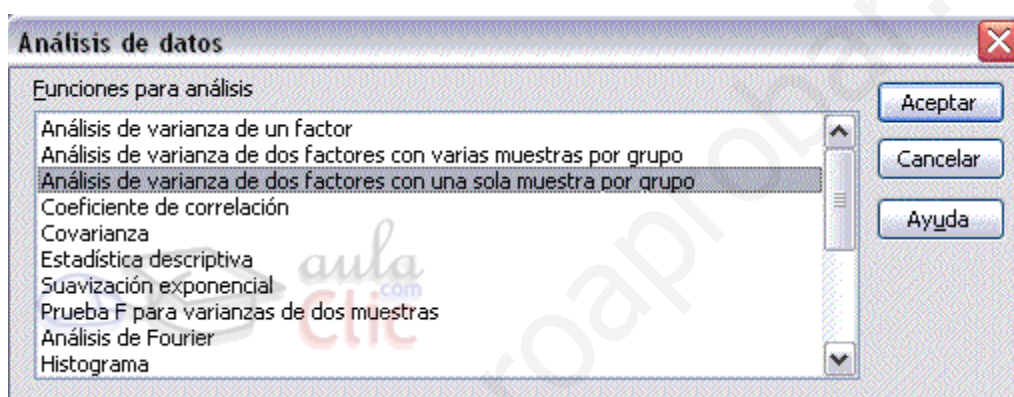 Análisis de datos
Funciones para análisis
Análisis de varianza de un factor
Análisis de varianza de dos factores con varias muestras por grupo
Análisis de varianza de dos factores con una sola muestra por grupo
Coeficiente de correlación
Covarianza
Estadística descriptiva
Suavización exponencial
Prueba F para varianzas de dos muestras
Análisis de Fourier
Histograma
Aceptar
Cancelar
Ayuda
aula
Clic
.com
roaprobar.